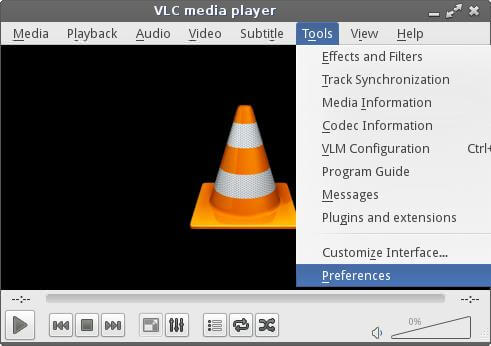 VLC media player
Media Playback Audio Video Subtitle Tools View Help
Effects and Filters
Track Synchronization
Media Information
Codec Information
VLM Configuration Ctrl+
Program Guide
Messages
Plugins and extensions
Customize Interface...
Preferences
--:-- --:--
0%